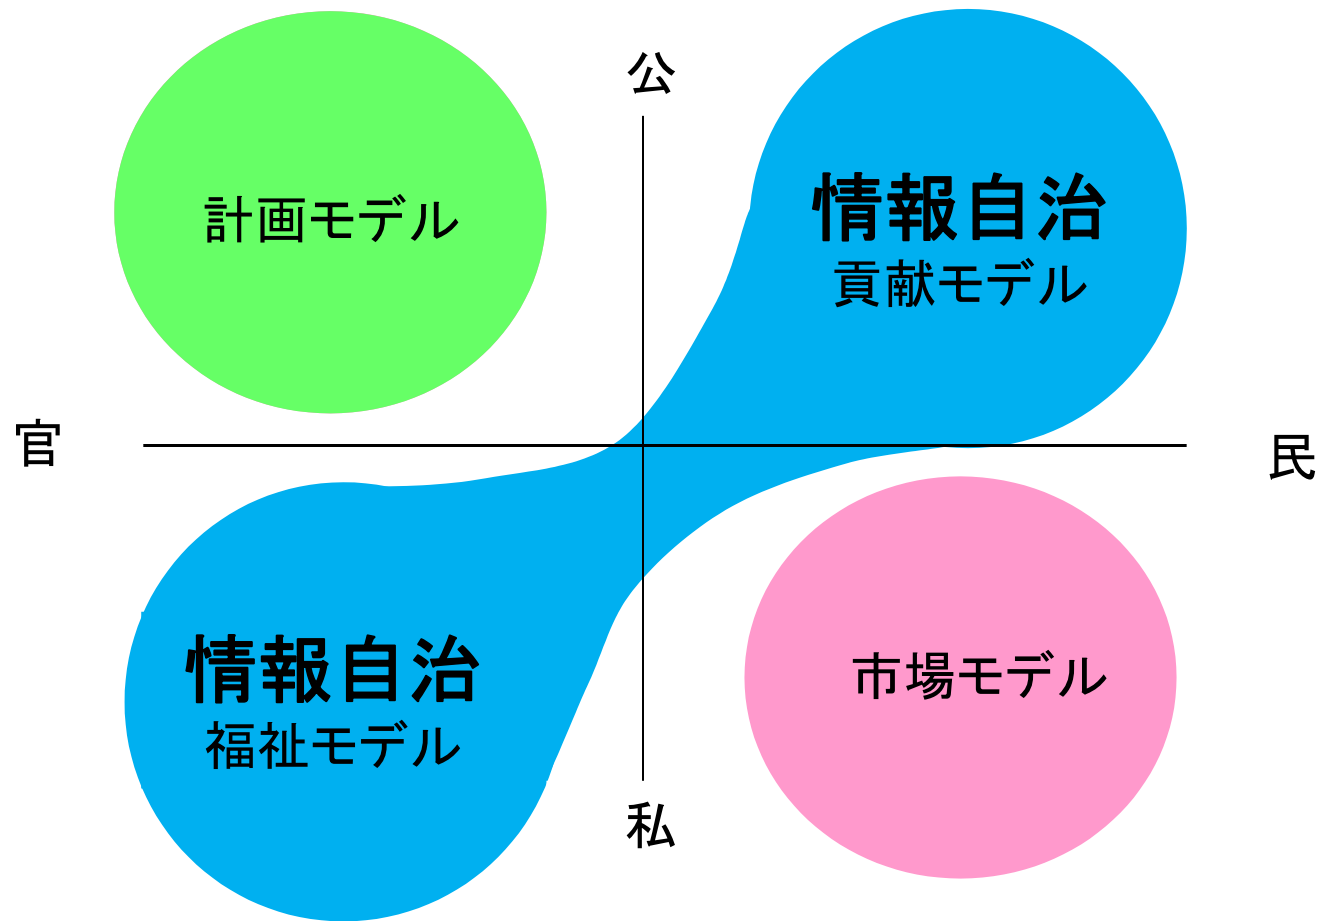 公
計画モデル
情報自治
貢献モデル
官
民
情報自治
福祉モデル
市場モデル
私